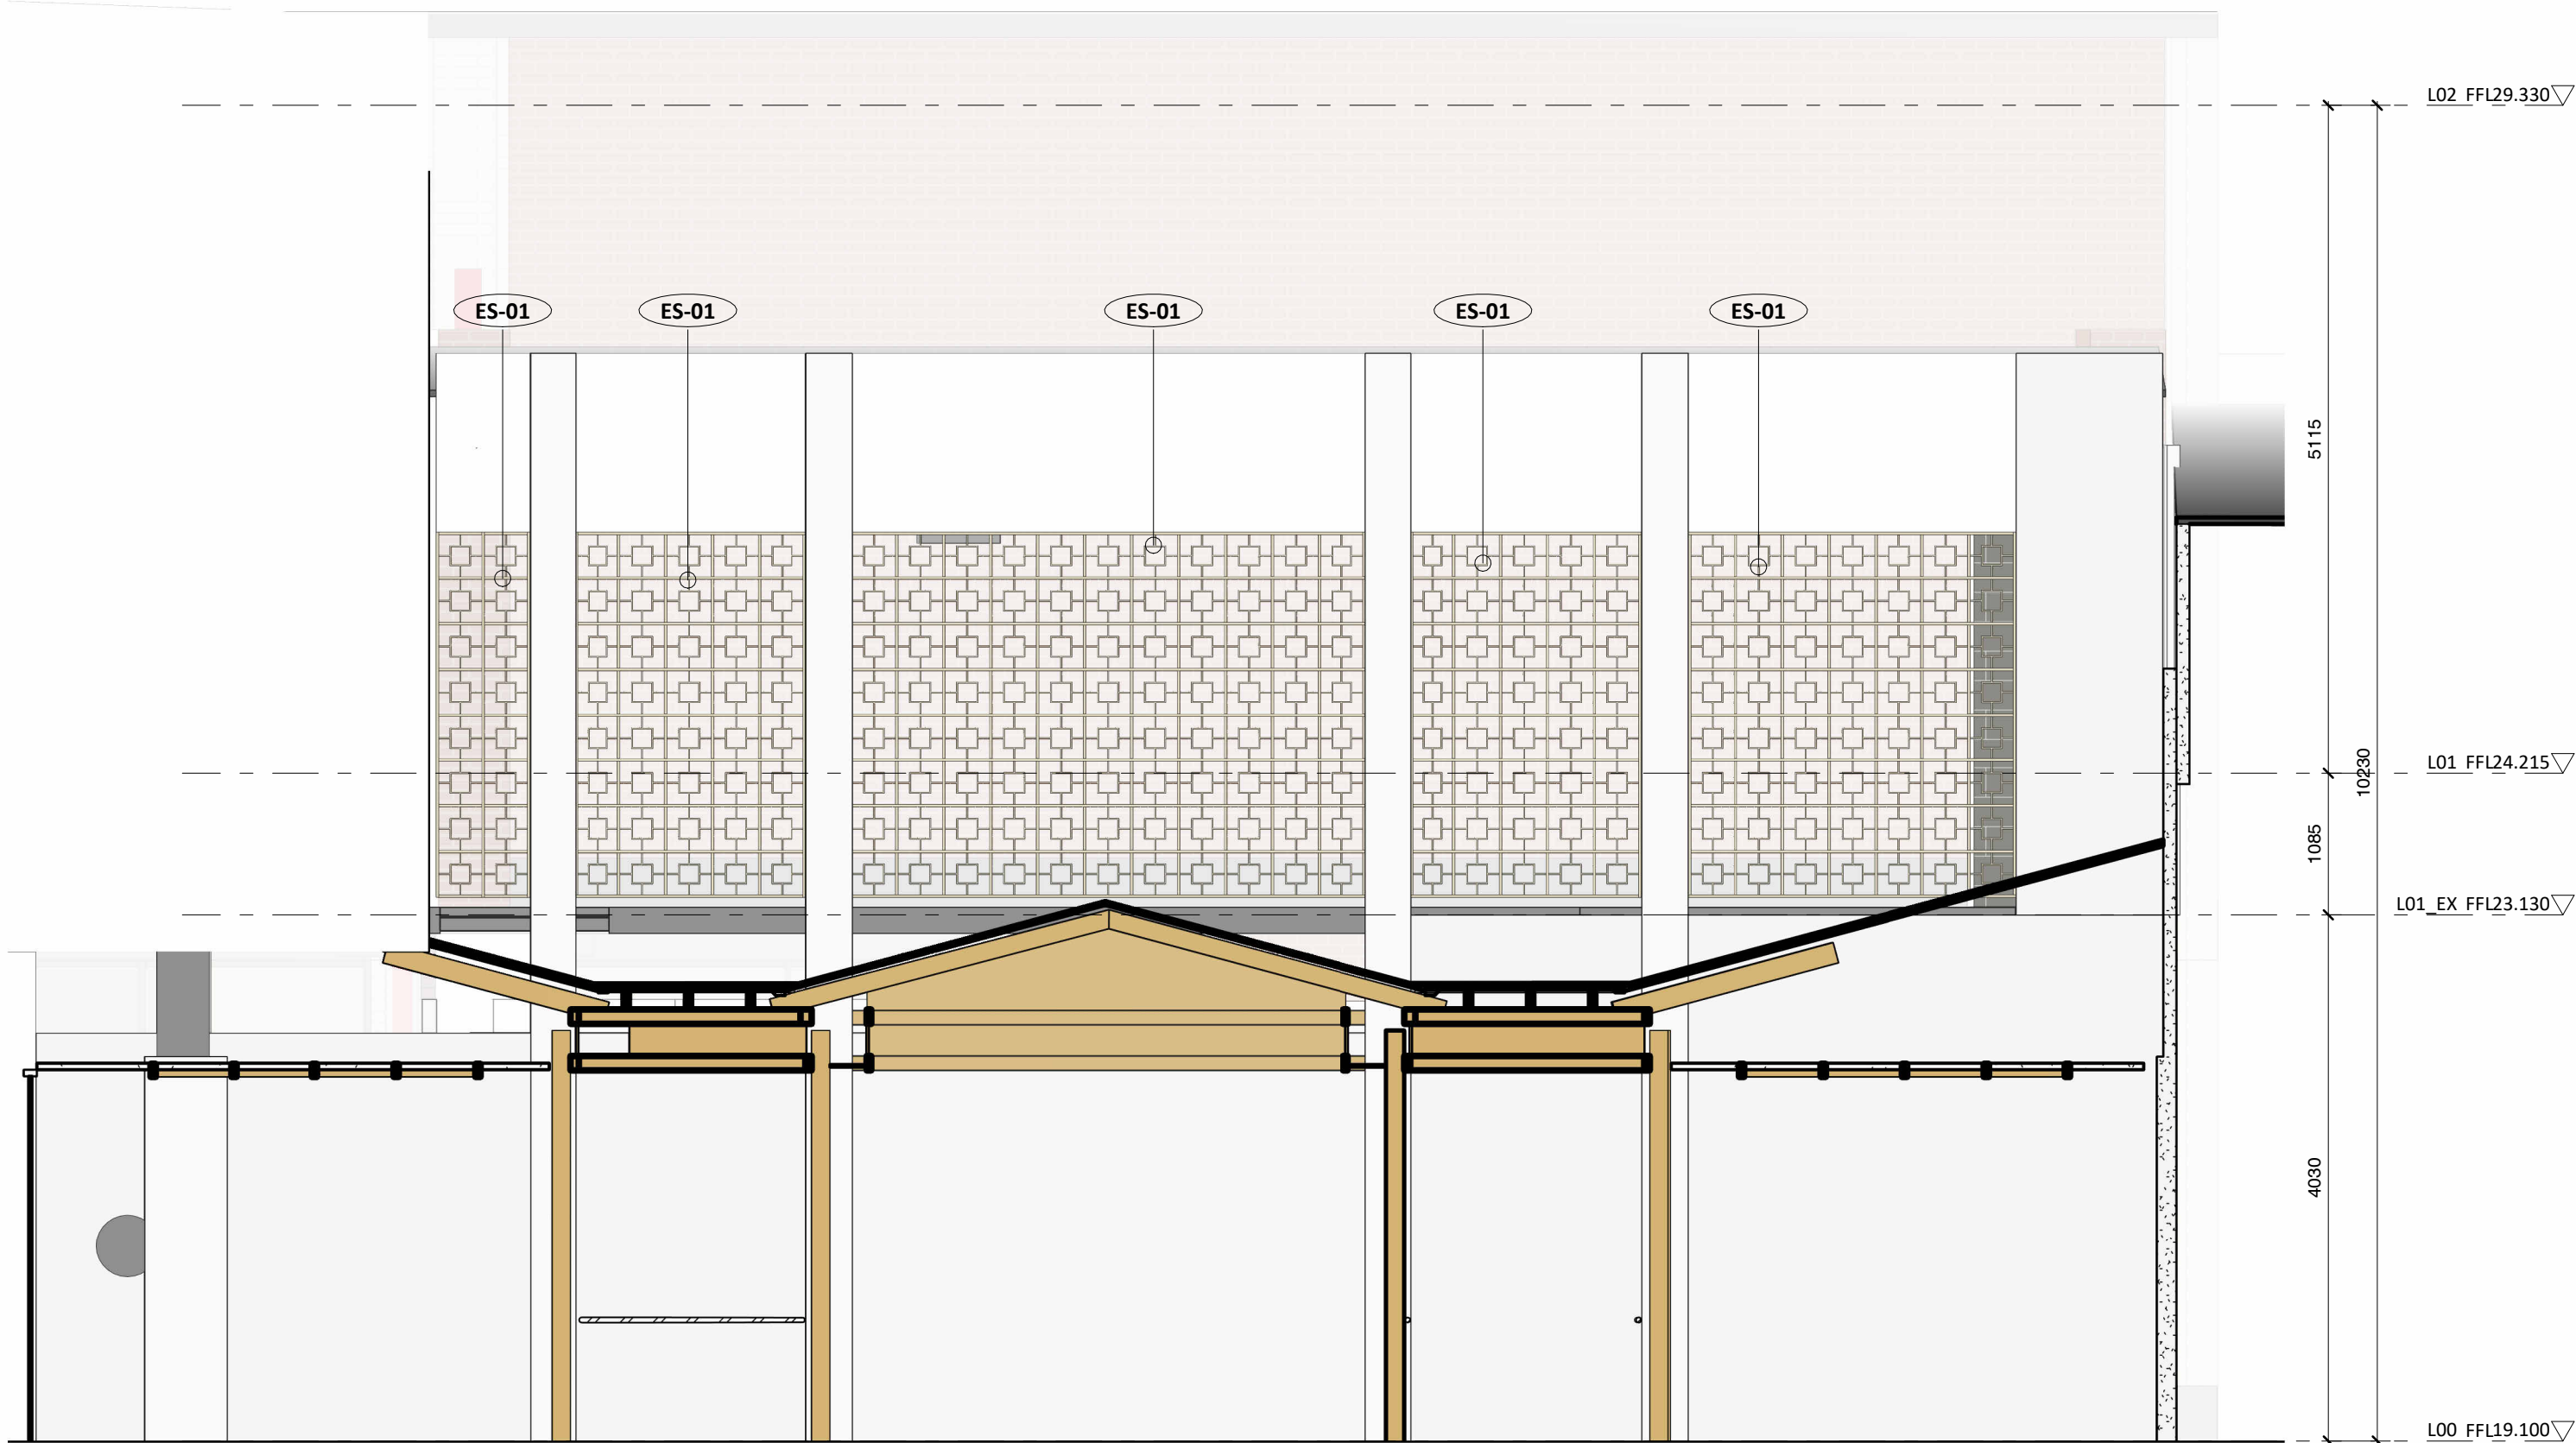 L02 FFL29.330
ES-01 ES-01 ES-01 ES-01 ES-01
5115
10230
L01 FFL24.215
1085
L01_EX FFL23.130
4030
L00 FFL19.100